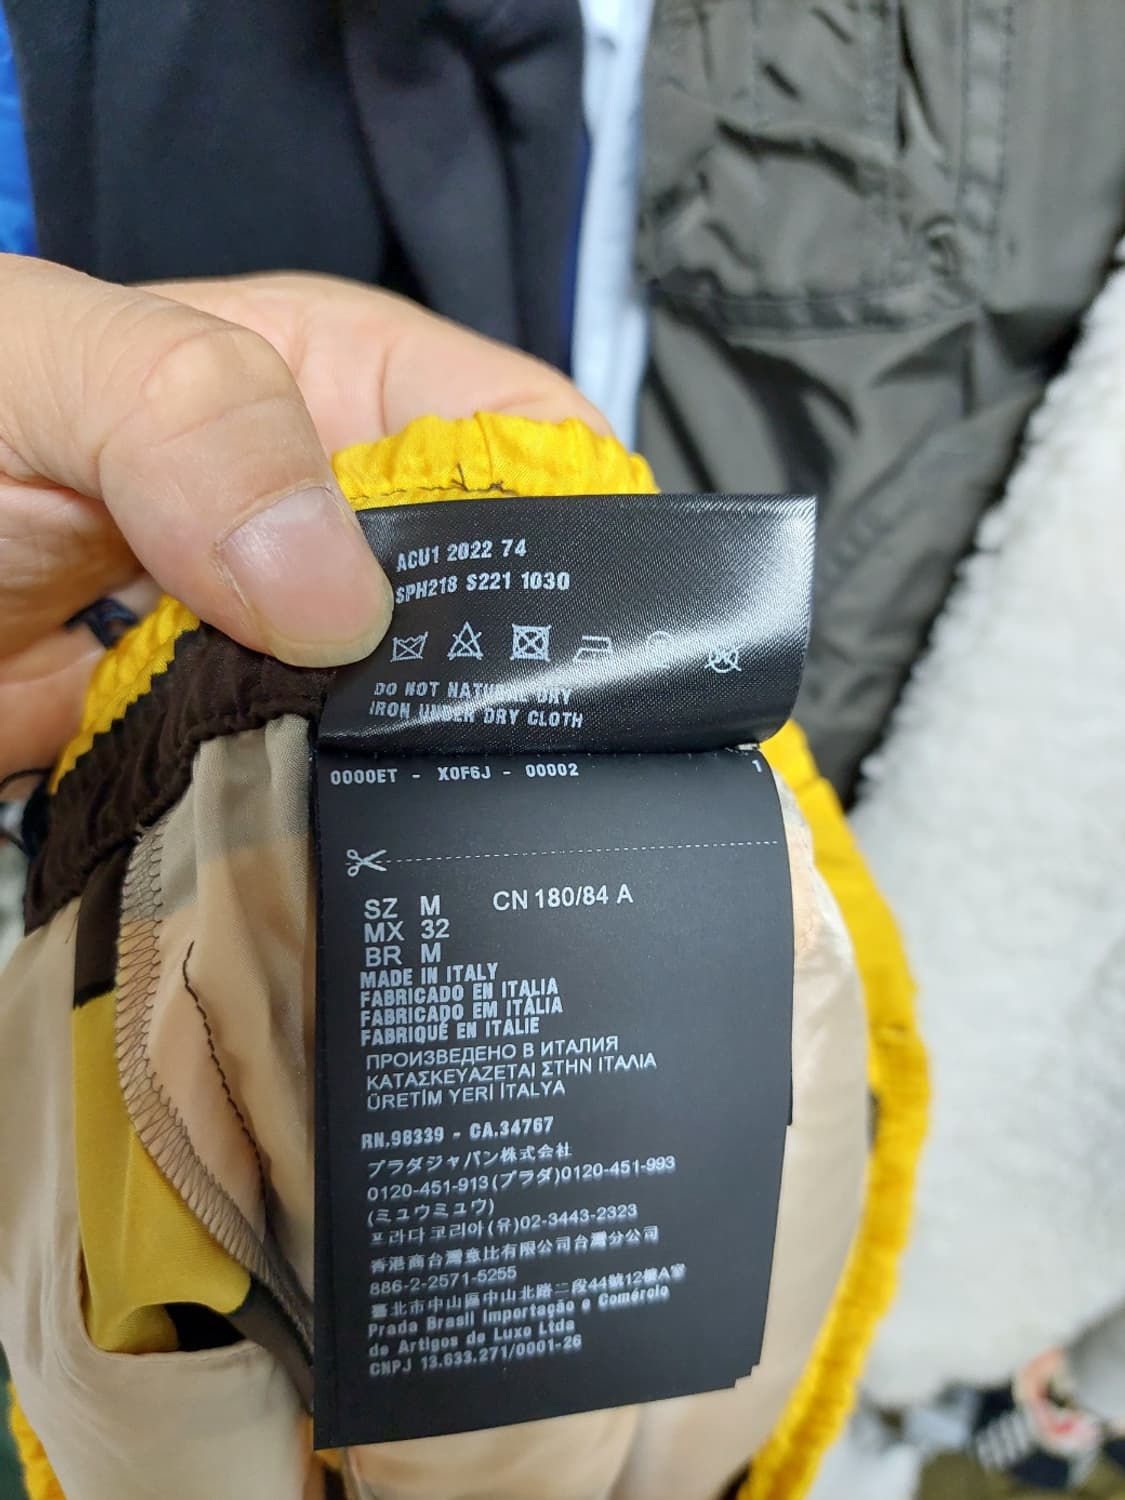 ACU1 2022 74
SPH218 S221 1030
DO NOT NATURAL DRY
IRON UNDER DRY CLOTH
0000ET - X0F6J - 00002 1
SZ M CN 180/84 A
MX 32
BR M
MADE IN ITALY
FABRICADO EN ITALIA
FABRICADO EM ITÁLIA
FABRIQUÉ EN ITALIE
ПРОИЗВЕДЕНО В ИТАЛИЯ
ΚΑΤΑΣΚΕΥΑΖΕΤΑΙ ΣΤΗΝ ΙΤΑΛΙΑ
ÜRETİM YERİ İTALYA
RN.98339 - CA.34767
プラダジャパン株式会社
0120-451-913(プラダ)0120-451-993
(ミュウミュウ)
프라다 코리아(유)02-3443-2323
香港商台灣意比有限公司台灣分公司
886-2-2571-5255
臺北市中山區中山北路二段44號12樓A室
Prada Brasil Importação e Comércio
de Artigos de Luxo Ltda
CNPJ 13.633.271/0001-26